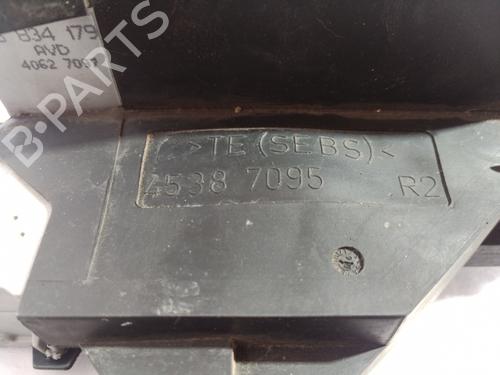 834 179
AVD
4062 709
>TE(SEBS)<
4538 7095
R2
B-PARTS